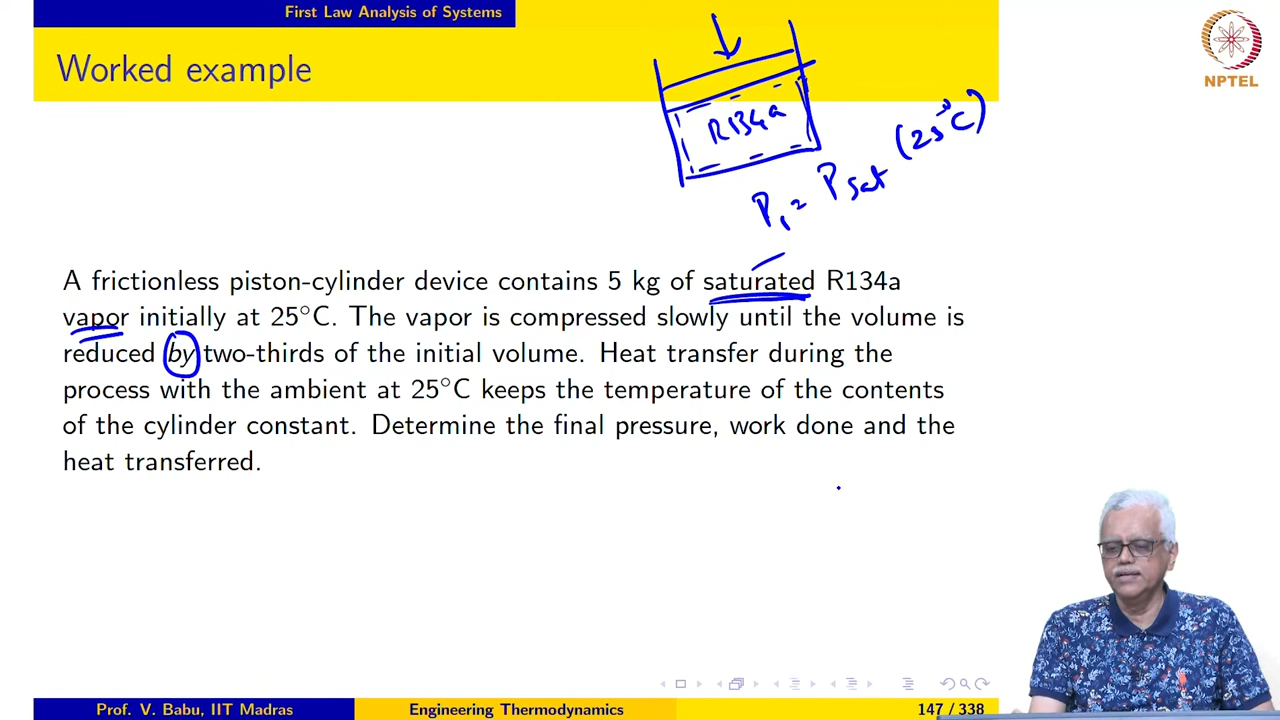 First Law Analysis of Systems
Worked example
NPTEL
R134a
P₁ = Psat (25°C)
A frictionless piston-cylinder device contains 5 kg of saturated R134a
vapor initially at 25°C. The vapor is compressed slowly until the volume is
reduced by two-thirds of the initial volume. Heat transfer during the
process with the ambient at 25°C keeps the temperature of the contents
of the cylinder constant. Determine the final pressure, work done and the
heat transferred.
Prof. V. Babu, IIT Madras
Engineering Thermodynamics
147 / 338